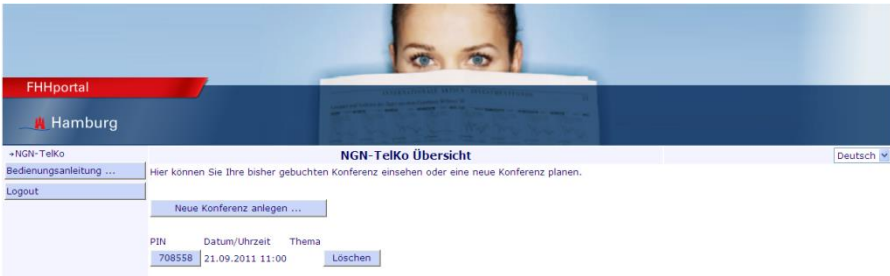 FHHportal
Hamburg
→NGN-TelKo
NGN-TelKo Übersicht
Deutsch
Bedienungsanleitung ...
Hier können Sie Ihre bisher gebuchten Konferenz einsehen oder eine neue Konferenz planen.
Logout
Neue Konferenz anlegen ...
PIN Datum/Uhrzeit Thema
708558 21.09.2011 11:00 Löschen